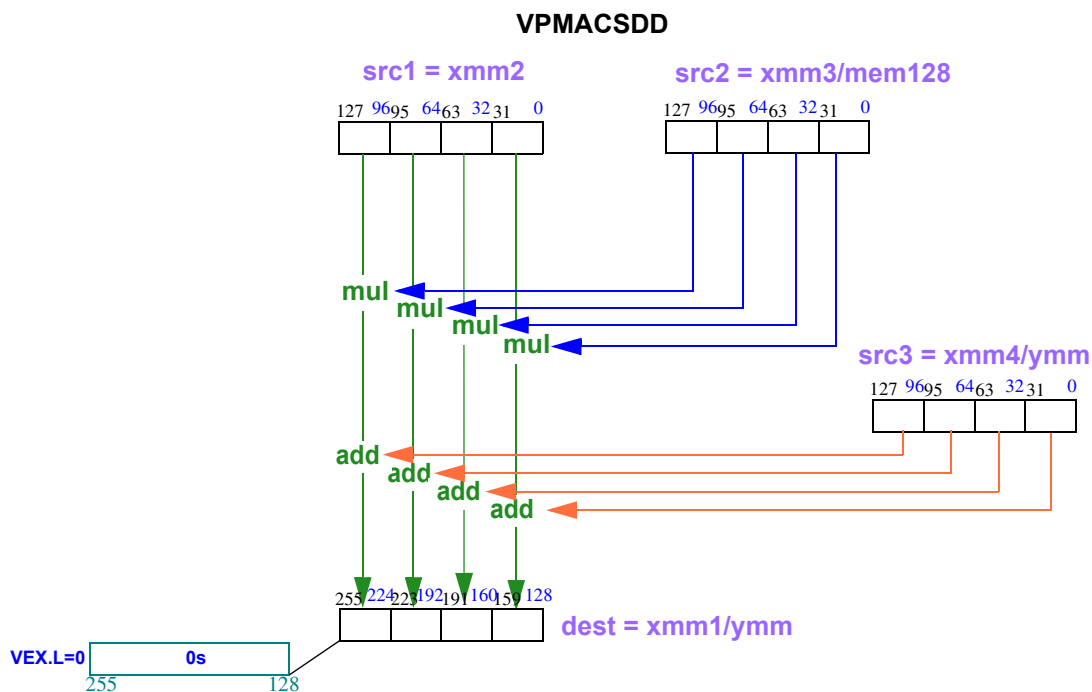 VPMACSDD
src1 = xmm2
src2 = xmm3/mem128
127 96 95 64 63 32 31 0
127 96 95 64 63 32 31 0
mul
mul
mul
mul
src3 = xmm4/ymm
127 96 95 64 63 32 31 0
add
add
add
add
255 224 223 192 191 160 159 128
dest = xmm1/ymm
VEX.L=0 0s
255 128